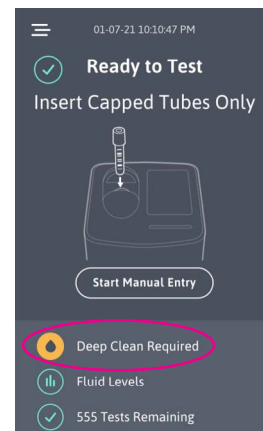 01-07-21 10:10:47 PM
Ready to Test
Insert Capped Tubes Only
Start Manual Entry
Deep Clean Required
Fluid Levels
555 Tests Remaining